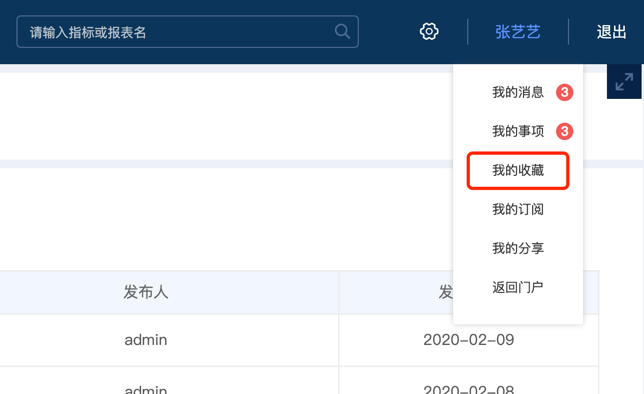 请输入指标或报表名
张艺艺
退出
我的消息 3
我的事项 3
我的收藏
我的订阅
我的分享
返回门户
发布人 发
admin 2020-02-09
admin 2020-02-08